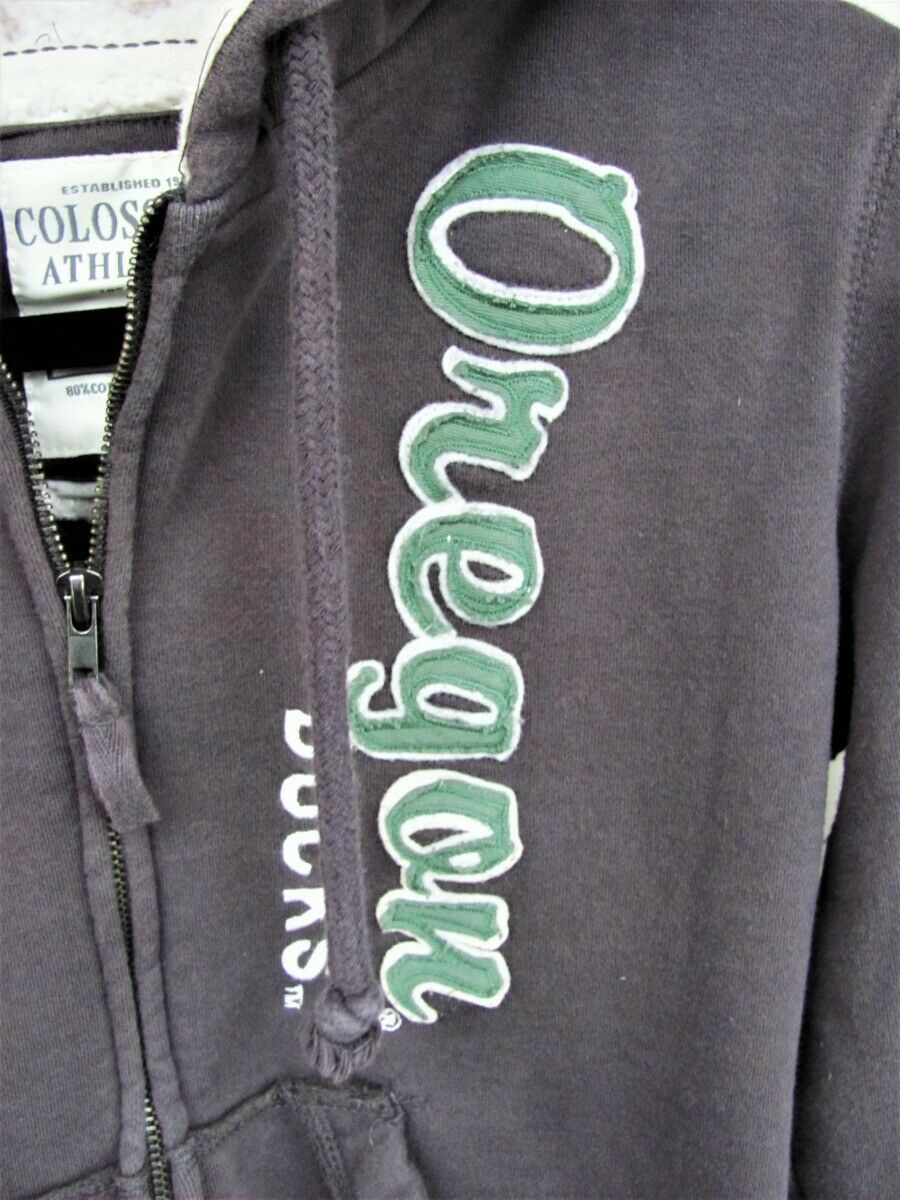 ESTABLISHED 19
COLOSS
ATHL
80%CO
Oregon®
DUCKS™